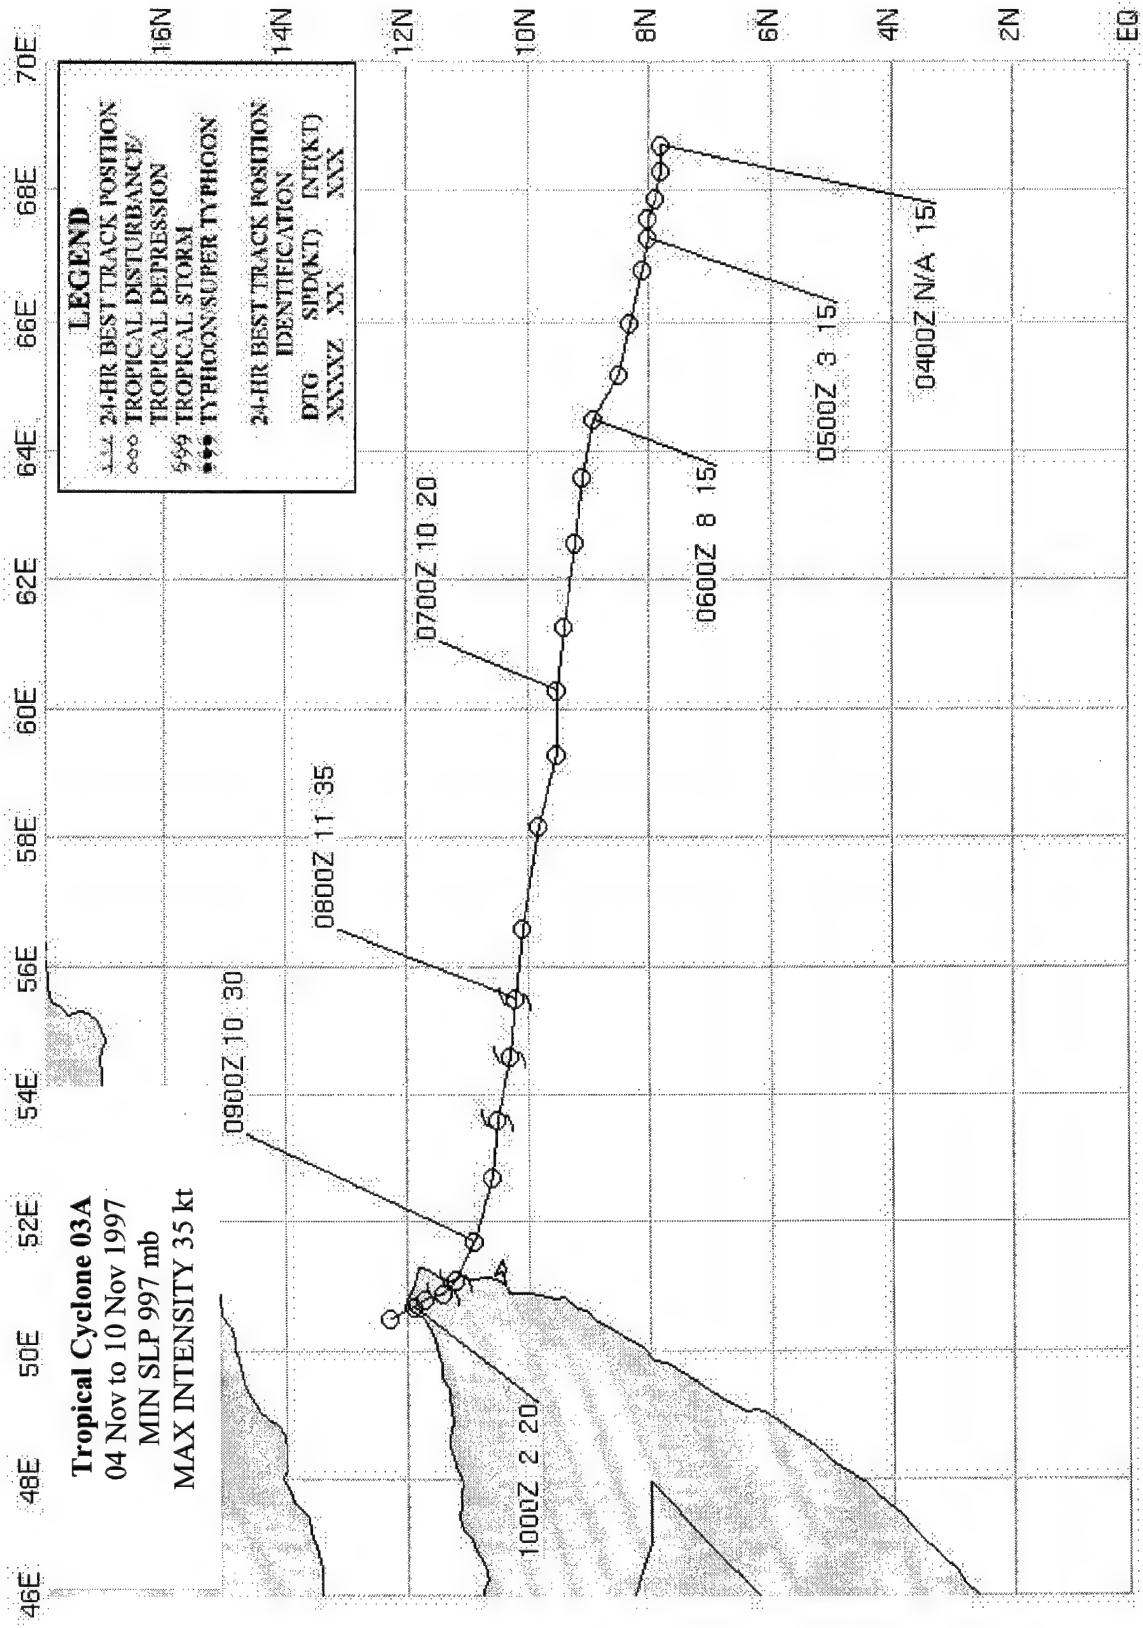 Tropical Cyclone 03A
04 Nov to 10 Nov 1997
MIN SLP 997 mb
MAX INTENSITY 35 kt
LEGEND
24-HR BEST TRACK POSITION
TROPICAL DISTURBANCE/
TROPICAL DEPRESSION
TROPICAL STORM
TYPHOON/SUPER TYPHOON
24-HR BEST TRACK POSITION
IDENTIFICATION
DTG SPD(KT) INT(KT)
XXXXZ XX XXX
46E 48E 50E 52E 54E 56E 58E 60E 62E 64E 66E 68E 70E
16N
14N
12N
10N
8N
6N
4N
2N
EQ
0900Z 10 30
0800Z 11 35
0700Z 10 20
1000Z 2 20
0600Z 8 15
0500Z 3 15
0400Z N/A 15